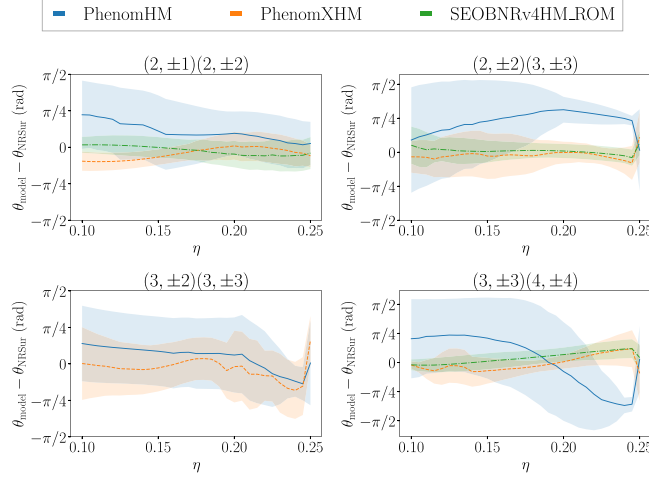 PhenomHM PhenomXHM SEOBNRv4HM_ROM
(2, ±1)(2, ±2)
θmodel − θNRSur (rad)
π/2
π/4
0
−π/4
−π/2
0.10 0.15 0.20 0.25
η
(2, ±2)(3, ±3)
θmodel − θNRSur (rad)
π/2
π/4
0
−π/4
−π/2
0.10 0.15 0.20 0.25
η
(3, ±2)(3, ±3)
θmodel − θNRSur (rad)
π/2
π/4
0
−π/4
−π/2
0.10 0.15 0.20 0.25
η
(3, ±3)(4, ±4)
θmodel − θNRSur (rad)
π/2
π/4
0
−π/4
−π/2
0.10 0.15 0.20 0.25
η